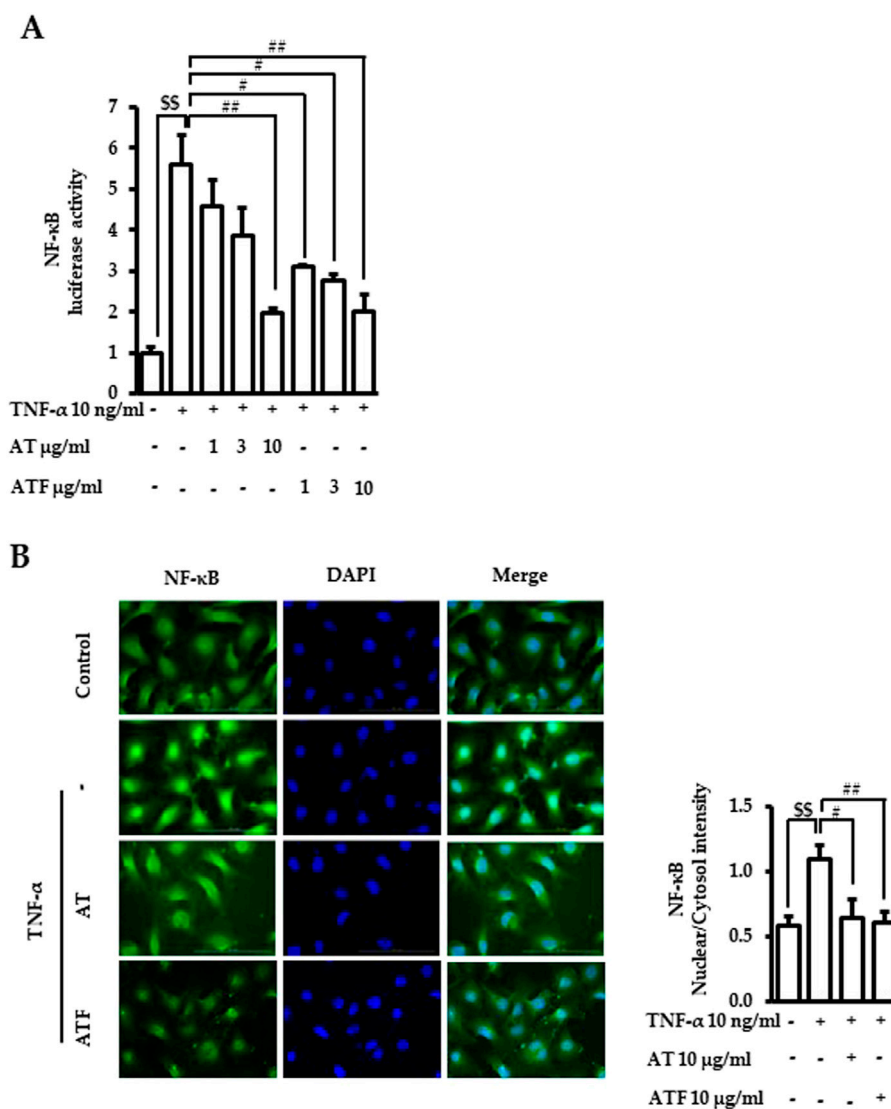 A
##
#
#
$$ ##
NF-κB
luciferase activity
7
6
5
4
3
2
1
0
TNF-α 10 ng/ml - + + + + + + +
AT µg/ml - - 1 3 10 - - -
ATF µg/ml - - - - - 1 3 10
B
NF-κB DAPI Merge
Control
TNF-α
-
AT
ATF
NF-κB
Nuclear/Cytosol intensity
##
$$ #
1.5
1.0
0.5
0.0
TNF-α 10 ng/ml - + + +
AT 10 µg/ml - - + -
ATF 10 µg/ml - - - +